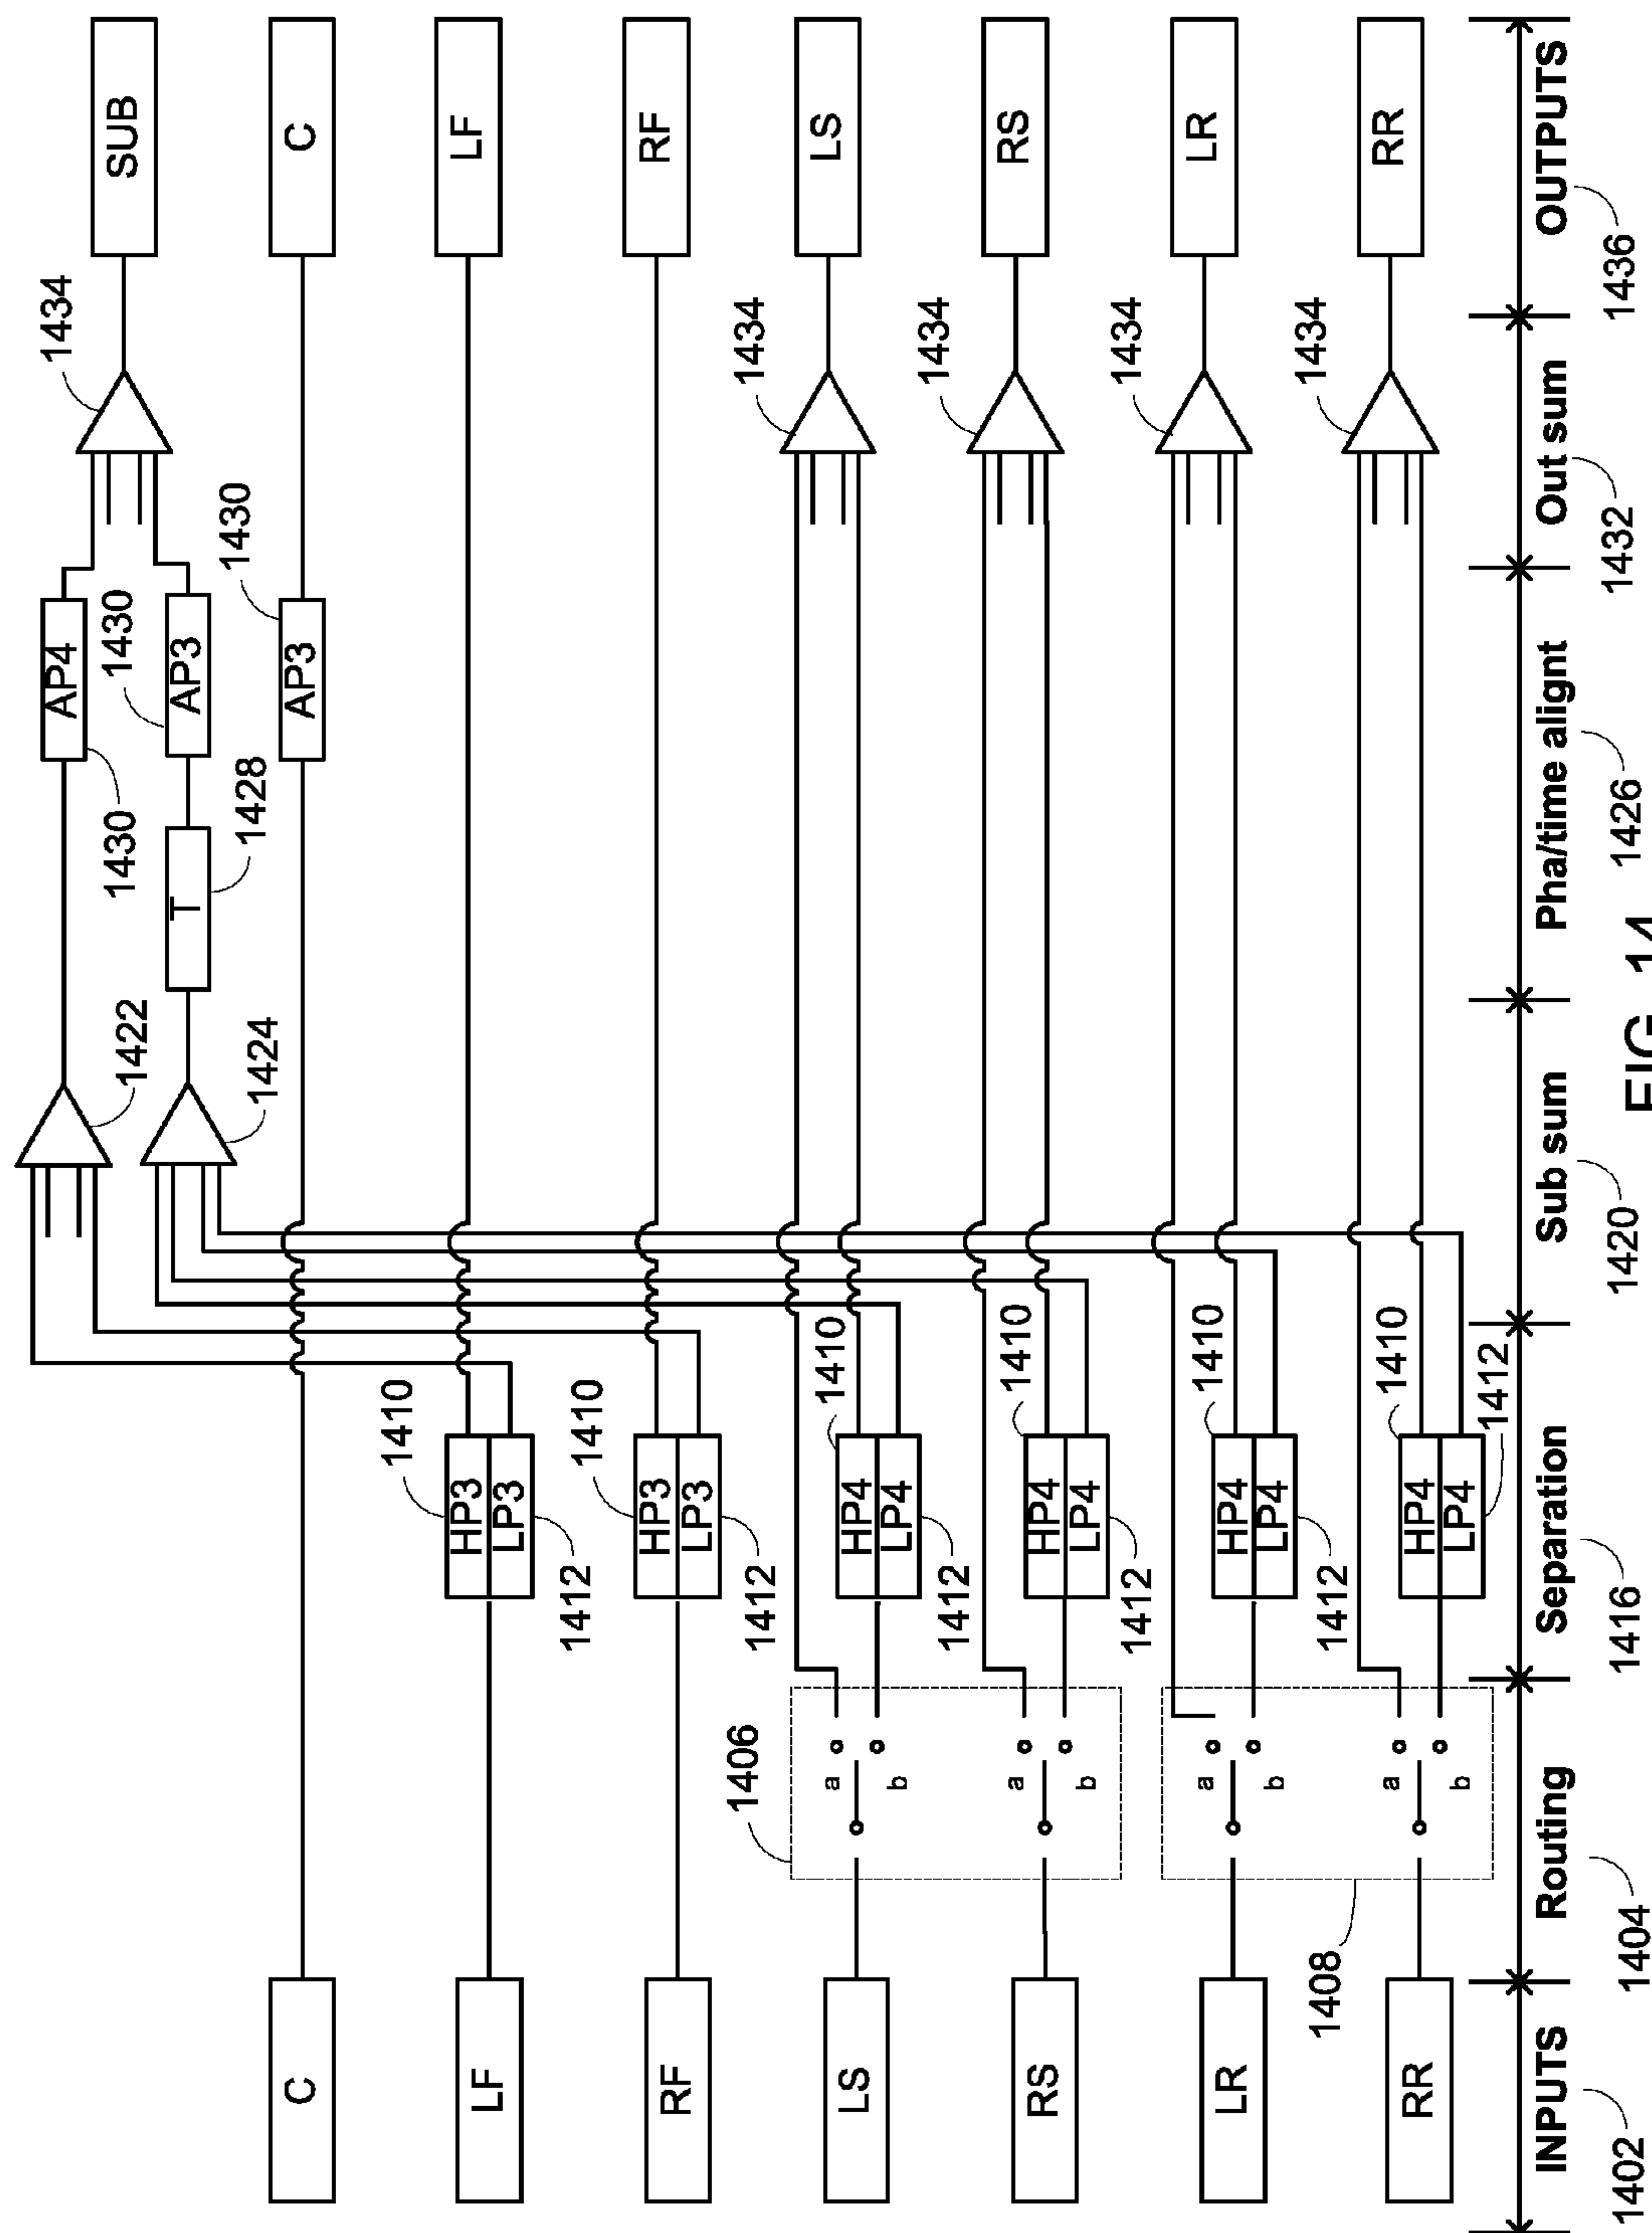 1434
AP4
SUB
1430
1430
1422
T
AP3
1430
1428
1424
C
AP3
C
1410
HP3
LF
LF
LP3
1412
1410
HP3
RF
RF
LP3
1412
1406
1434
1410
a
HP4
LS
LS
b
LP4
1412
1434
1410
a
HP4
RS
RS
b
LP4
1412
1434
1410
a
HP4
LR
LR
b
LP4
1412
1408
1434
1410
a
HP4
RR
RR
b
LP4
1412
INPUTS
Routing
Separation
Sub sum
Pha/time alignt
Out sum
OUTPUTS
1402
1404
1416
1420
1426
1432
1436
FIG. 14